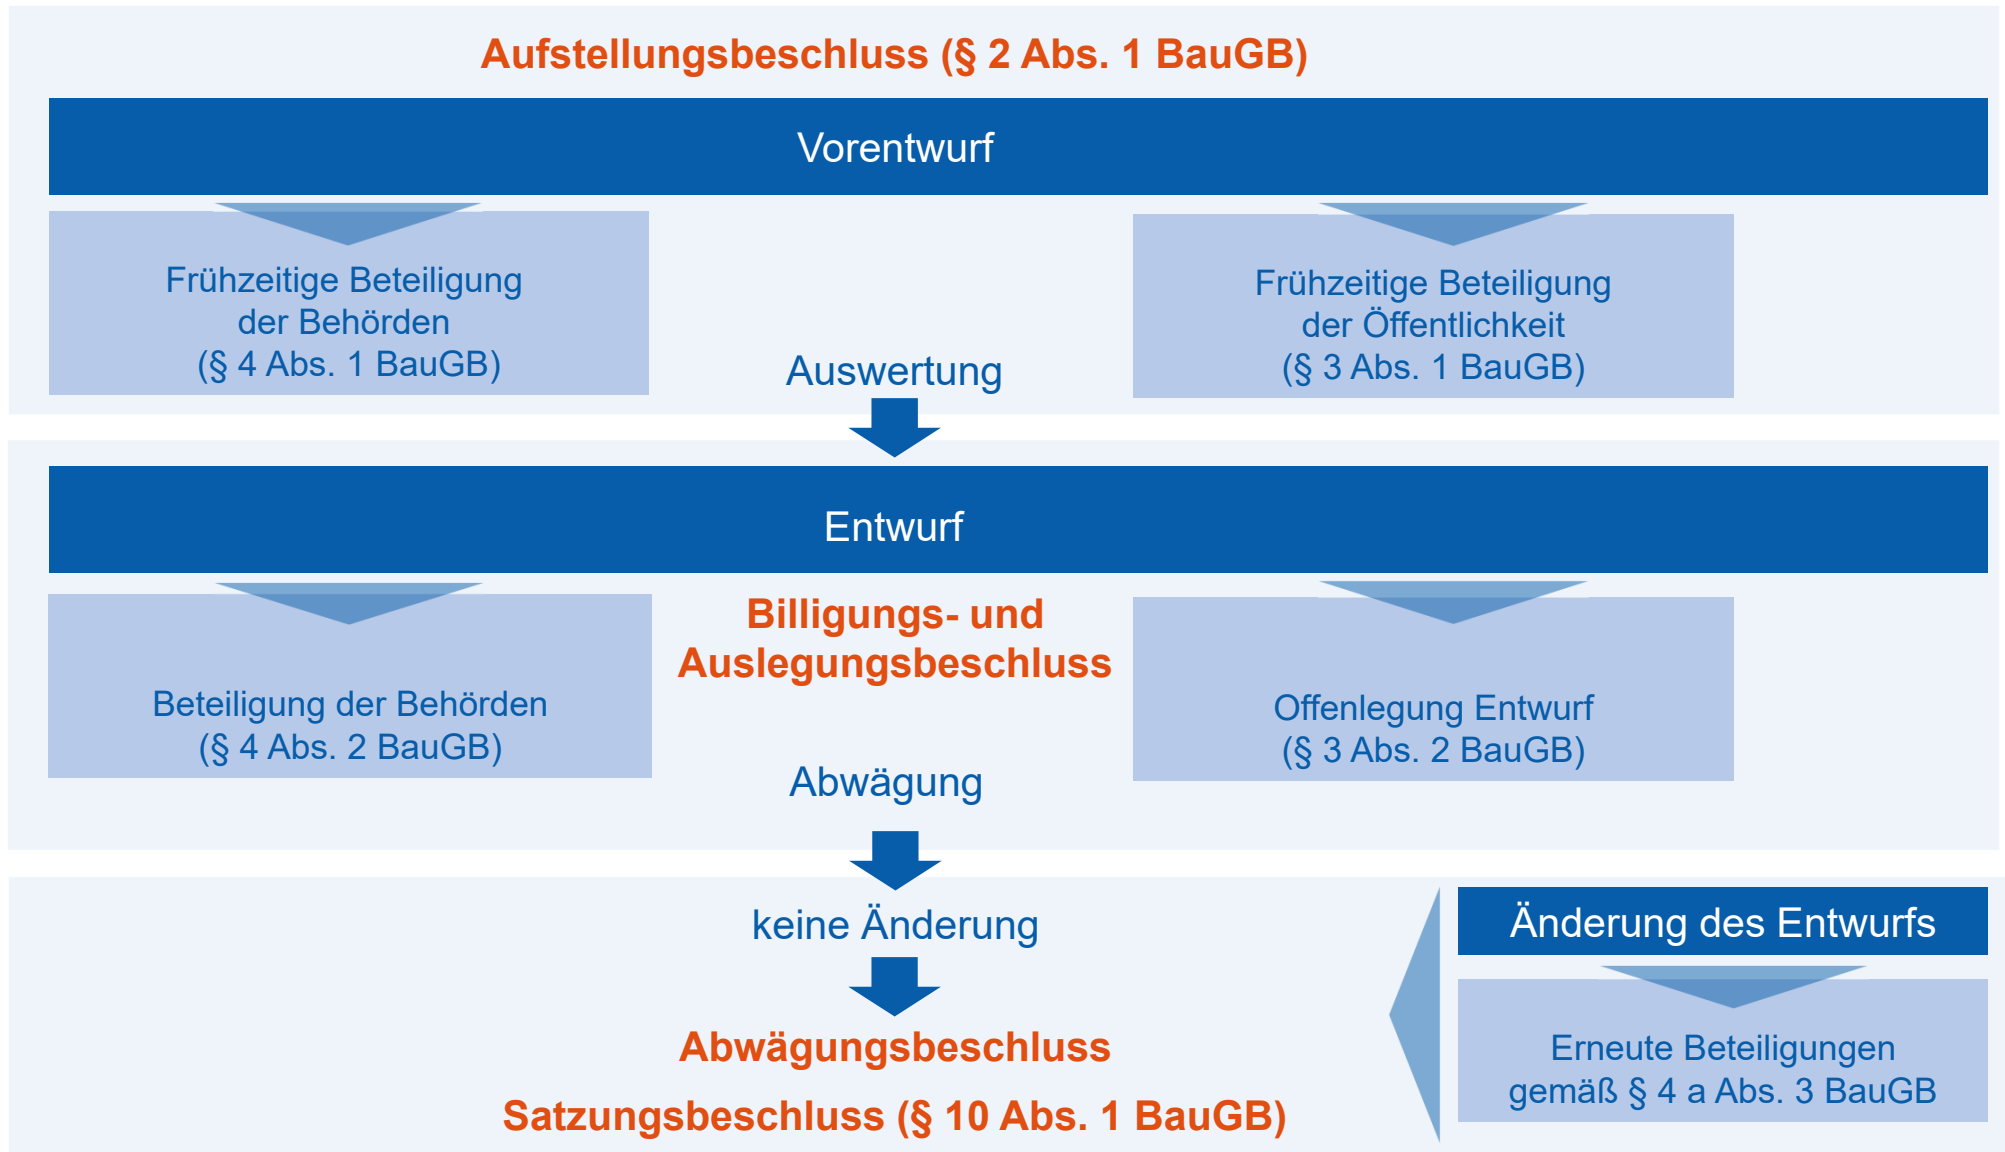 Aufstellungsbeschluss (§ 2 Abs. 1 BauGB)
Vorentwurf
Frühzeitige Beteiligung
der Behörden
(§ 4 Abs. 1 BauGB)
Frühzeitige Beteiligung
der Öffentlichkeit
(§ 3 Abs. 1 BauGB)
Auswertung
Entwurf
Billigungs- und
Auslegungsbeschluss
Beteiligung der Behörden
(§ 4 Abs. 2 BauGB)
Offenlegung Entwurf
(§ 3 Abs. 2 BauGB)
Abwägung
keine Änderung
Änderung des Entwurfs
Erneute Beteiligungen
gemäß § 4 a Abs. 3 BauGB
Abwägungsbeschluss
Satzungsbeschluss (§ 10 Abs. 1 BauGB)